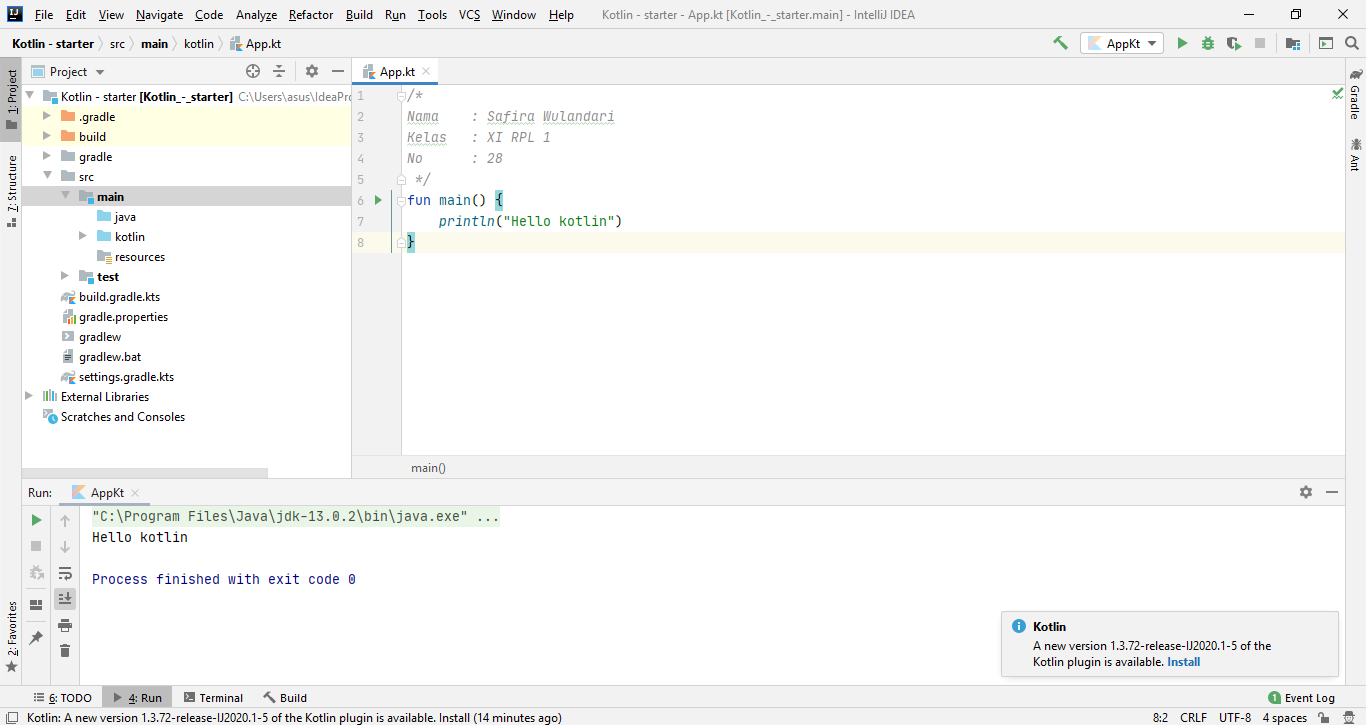 IJ File Edit View Navigate Code Analyze Refactor Build Run Tools VCS Window Help Kotlin - starter - App.kt [Kotlin_-_starter.main] - IntelliJ IDEA
Kotlin - starter src main kotlin App.kt AppKt
1: Project
7: Structure
2: Favorites
Project
Kotlin - starter [Kotlin_-_starter] C:\Users\asus\IdeaPro
.gradle
build
gradle
src
main
java
kotlin
resources
test
build.gradle.kts
gradle.properties
gradlew
gradlew.bat
settings.gradle.kts
External Libraries
Scratches and Consoles
App.kt
1 /*
2 Nama    : Safira Wulandari
3 Kelas   : XI RPL 1
4 No      : 28
5  */
6 fun main() {
7     println("Hello kotlin")
8 }
main()
Gradle
Ant
Run: AppKt
"C:\Program Files\Java\jdk-13.0.2\bin\java.exe" ...
Hello kotlin
Process finished with exit code 0
Kotlin
A new version 1.3.72-release-IJ2020.1-5 of the
Kotlin plugin is available. Install
6: TODO 4: Run Terminal Build 1 Event Log
Kotlin: A new version 1.3.72-release-IJ2020.1-5 of the Kotlin plugin is available. Install (14 minutes ago) 8:2 CRLF UTF-8 4 spaces